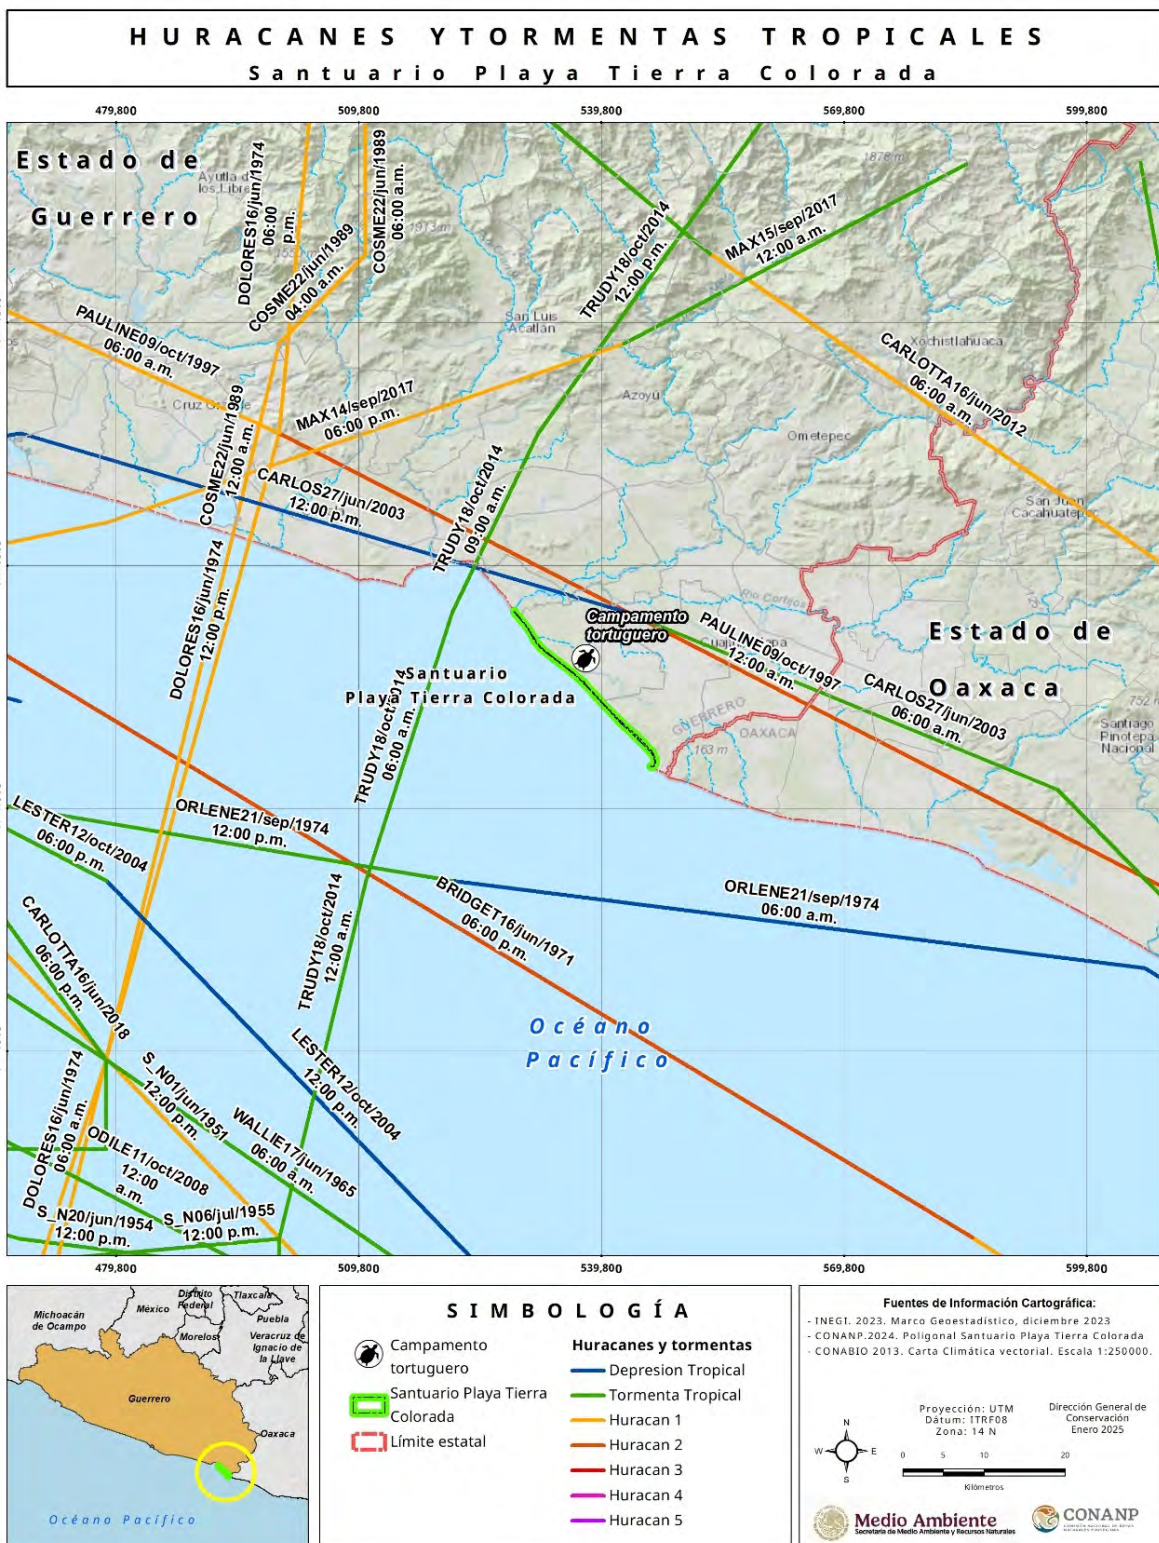 HURACANES YTORMENTAS TROPICALES
Santuario Playa Tierra Colorada
479,800
509,800
539,800
569,800
599,800
Estado de
Guerrero
Ayutla
los Libre
DOLORES16/jun/1974
06:00
p.m.
COSME22/jun/1989
04:00 a.m.
COSME22/jun/1989
06:00 a.m.
1913 m
1878 m
TRUDY18/oct/2014
12:00 p.m.
MAX15/sep/2017
12:00 a.m.
San Luis
Acatlán
PAULINE09/oct/1997
06:00 a.m.
Xochistlahuaca
CARLOTTA16/jun/2012
06:00 a.m.
MAX14/sep/2017
06:00 p.m.
Azoyú
Ometepec
COSME22/jun/1989
12:00 a.m.
CARLOS27/jun/2003
12:00 p.m.
TRUDY18/oct/2014
09:00 a.m.
San Juan
Cacahuatepec
DOLORES16/jun/1974
12:00 p.m.
Rio Cortijos
Campamento
tortuguero
PAULINE09/oct/1997
12:00 a.m.
Estado de
Oaxaca
CARLOS27/jun/2003
06:00 a.m.
Santuario
Playa Tierra Colorada
TRUDY18/oct/2014
06:00 a.m.
GUERRERO
OAXACA
163 m
752 m
Santiago
Pinotepa
Nacional
LESTER12/oct/2004
06:00 p.m.
ORLENE21/sep/1974
12:00 p.m.
BRIDGET16/jun/1971
06:00 p.m.
ORLENE21/sep/1974
06:00 a.m.
TRUDY18/oct/2014
12:00 a.m.
CARLOTTA16/jun/2018
06:00 p.m.
Océano
Pacífico
LESTER12/oct/2004
12:00 p.m.
S_N01/jun/1951
12:00 p.m.
WALLIE17/jun/1965
06:00 a.m.
DOLORES16/jun/1974
06:00 a.m.
ODILE11/oct/2008
12:00
a.m.
S_N20/jun/1954
12:00 p.m.
S_N06/jul/1955
12:00 p.m.
479,800
509,800
539,800
569,800
599,800
Michoacán
de Ocampo
México
Distrito
Federal
Tlaxcala
Morelos
Puebla
Veracruz de
Ignacio de
la Llave
Guerrero
Oaxaca
Océano Pacífico
SIMBOLOGÍA
Campamento
tortuguero
Santuario Playa Tierra
Colorada
Límite estatal
Huracanes y tormentas
Depresion Tropical
Tormenta Tropical
Huracan 1
Huracan 2
Huracan 3
Huracan 4
Huracan 5
Fuentes de Información Cartográfica:
- INEGI. 2023. Marco Geoestadístico, diciembre 2023
- CONANP.2024. Poligonal Santuario Playa Tierra Colorada
- CONABIO 2013. Carta Climática vectorial. Escala 1:250000.
Proyección: UTM
Dátum: ITRF08
Zona: 14 N
Dirección General de
Conservación
Enero 2025
N
W
E
S
0 5 10 20
Kilómetros
Medio Ambiente
Secretaría de Medio Ambiente y Recursos Naturales
CONANP